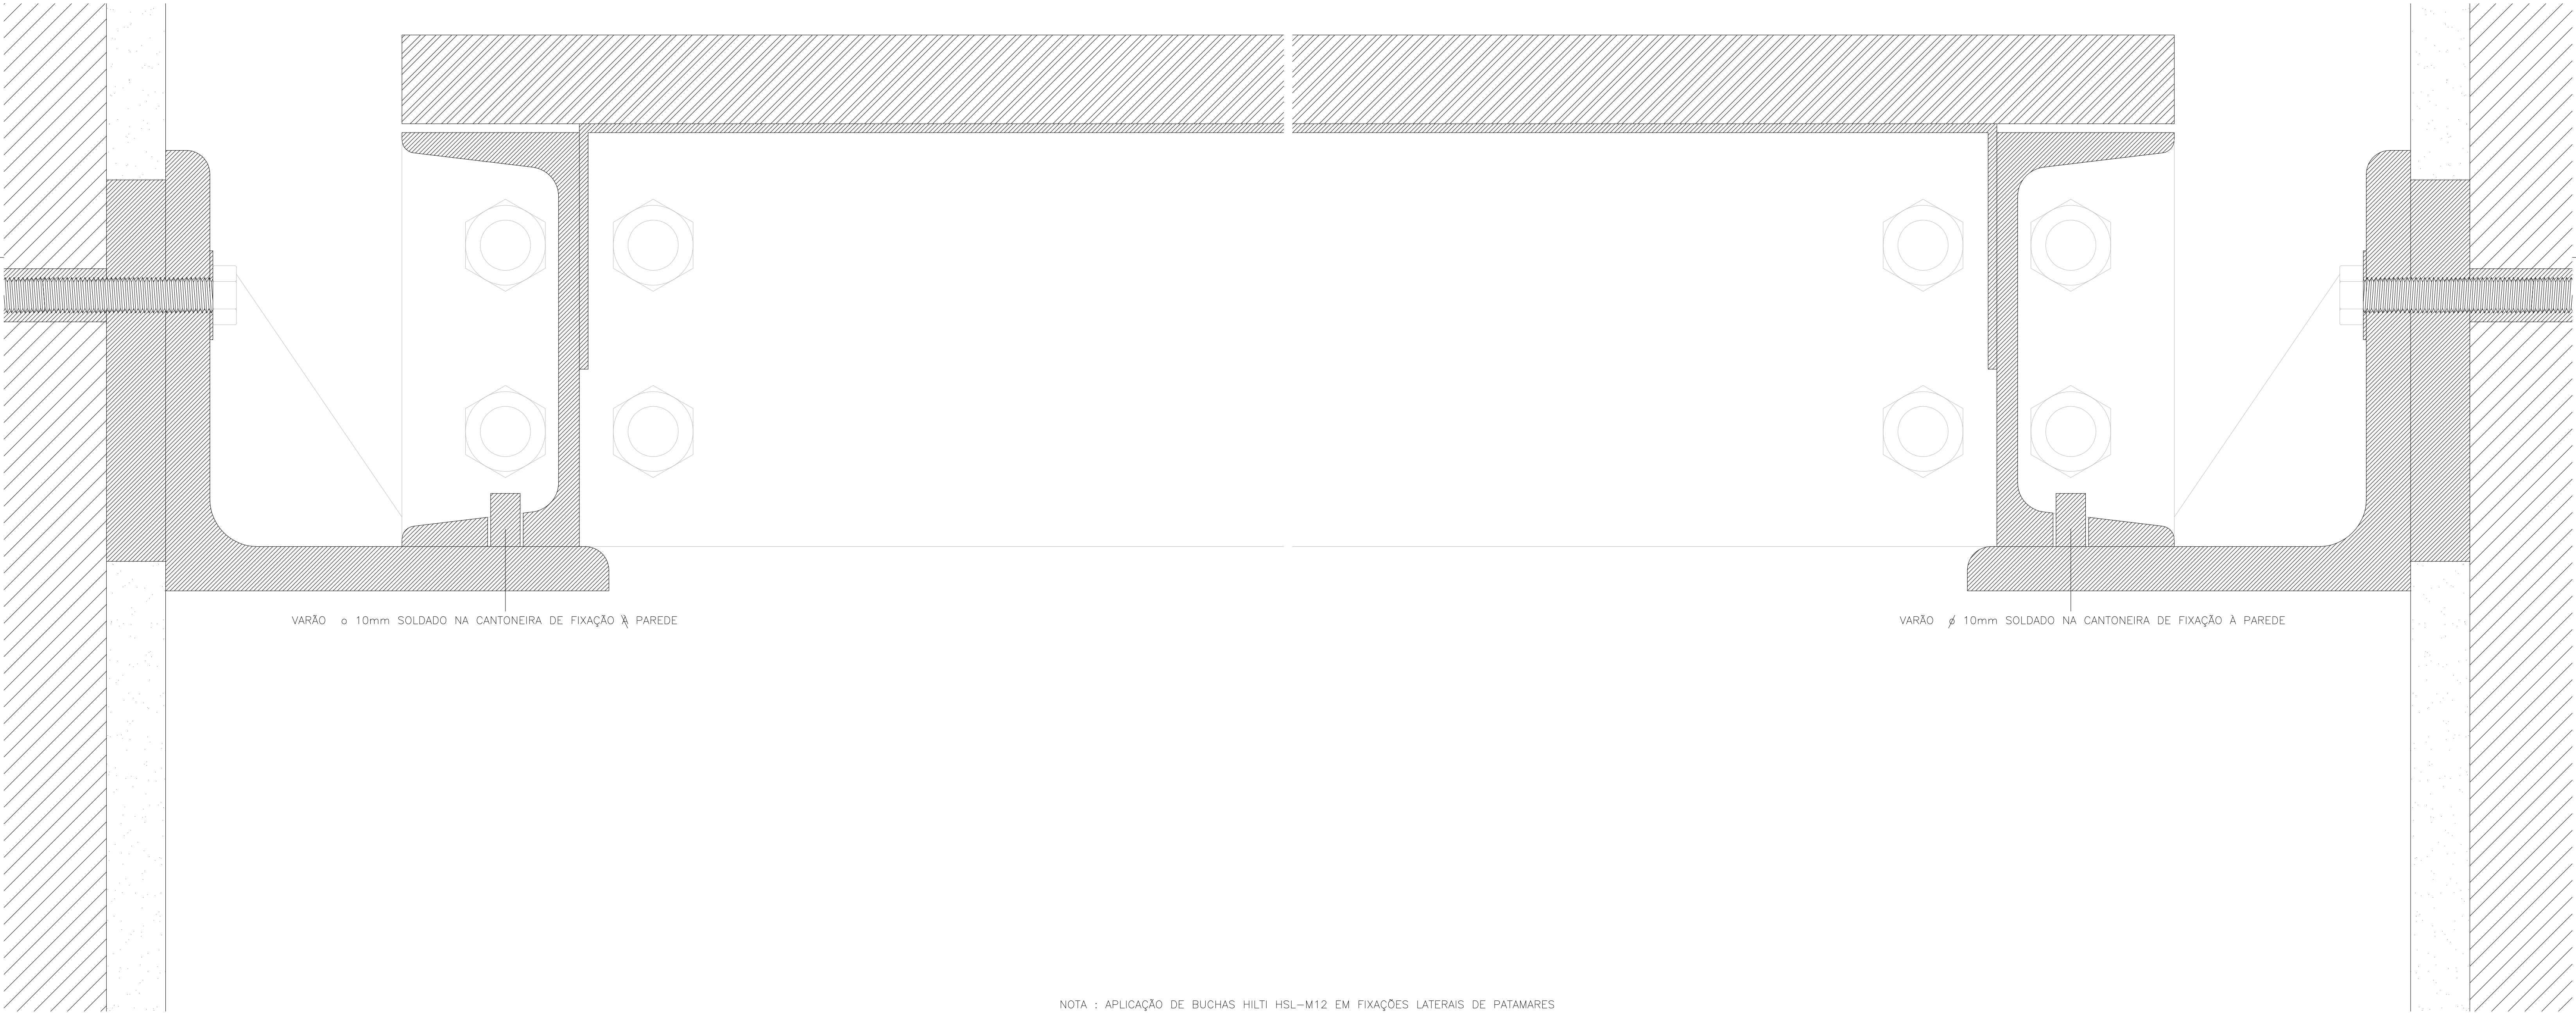 VARÃO o 10mm SOLDADO NA CANTONEIRA DE FIXAÇÃO À PAREDE
VARÃO ø 10mm SOLDADO NA CANTONEIRA DE FIXAÇÃO À PAREDE
NOTA : APLICAÇÃO DE BUCHAS HILTI HSL-M12 EM FIXAÇÕES LATERAIS DE PATAMARES